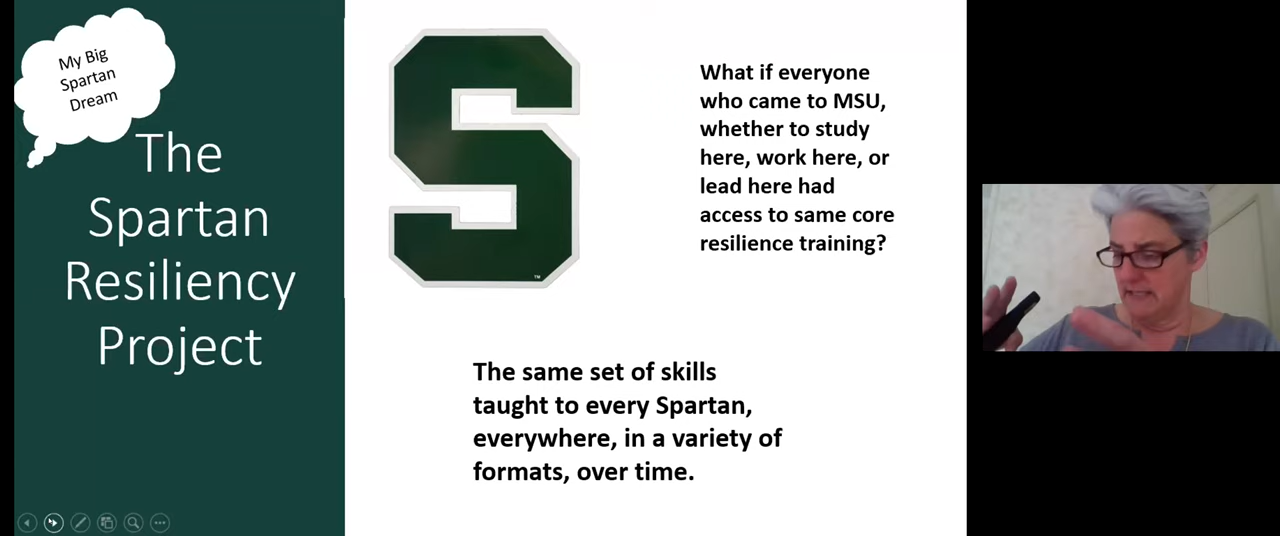 My Big
Spartan
Dream
The
Spartan
Resiliency
Project
S
TM
What if everyone
who came to MSU,
whether to study
here, work here, or
lead here had
access to same core
resilience training?
The same set of skills
taught to every Spartan,
everywhere, in a variety of
formats, over time.